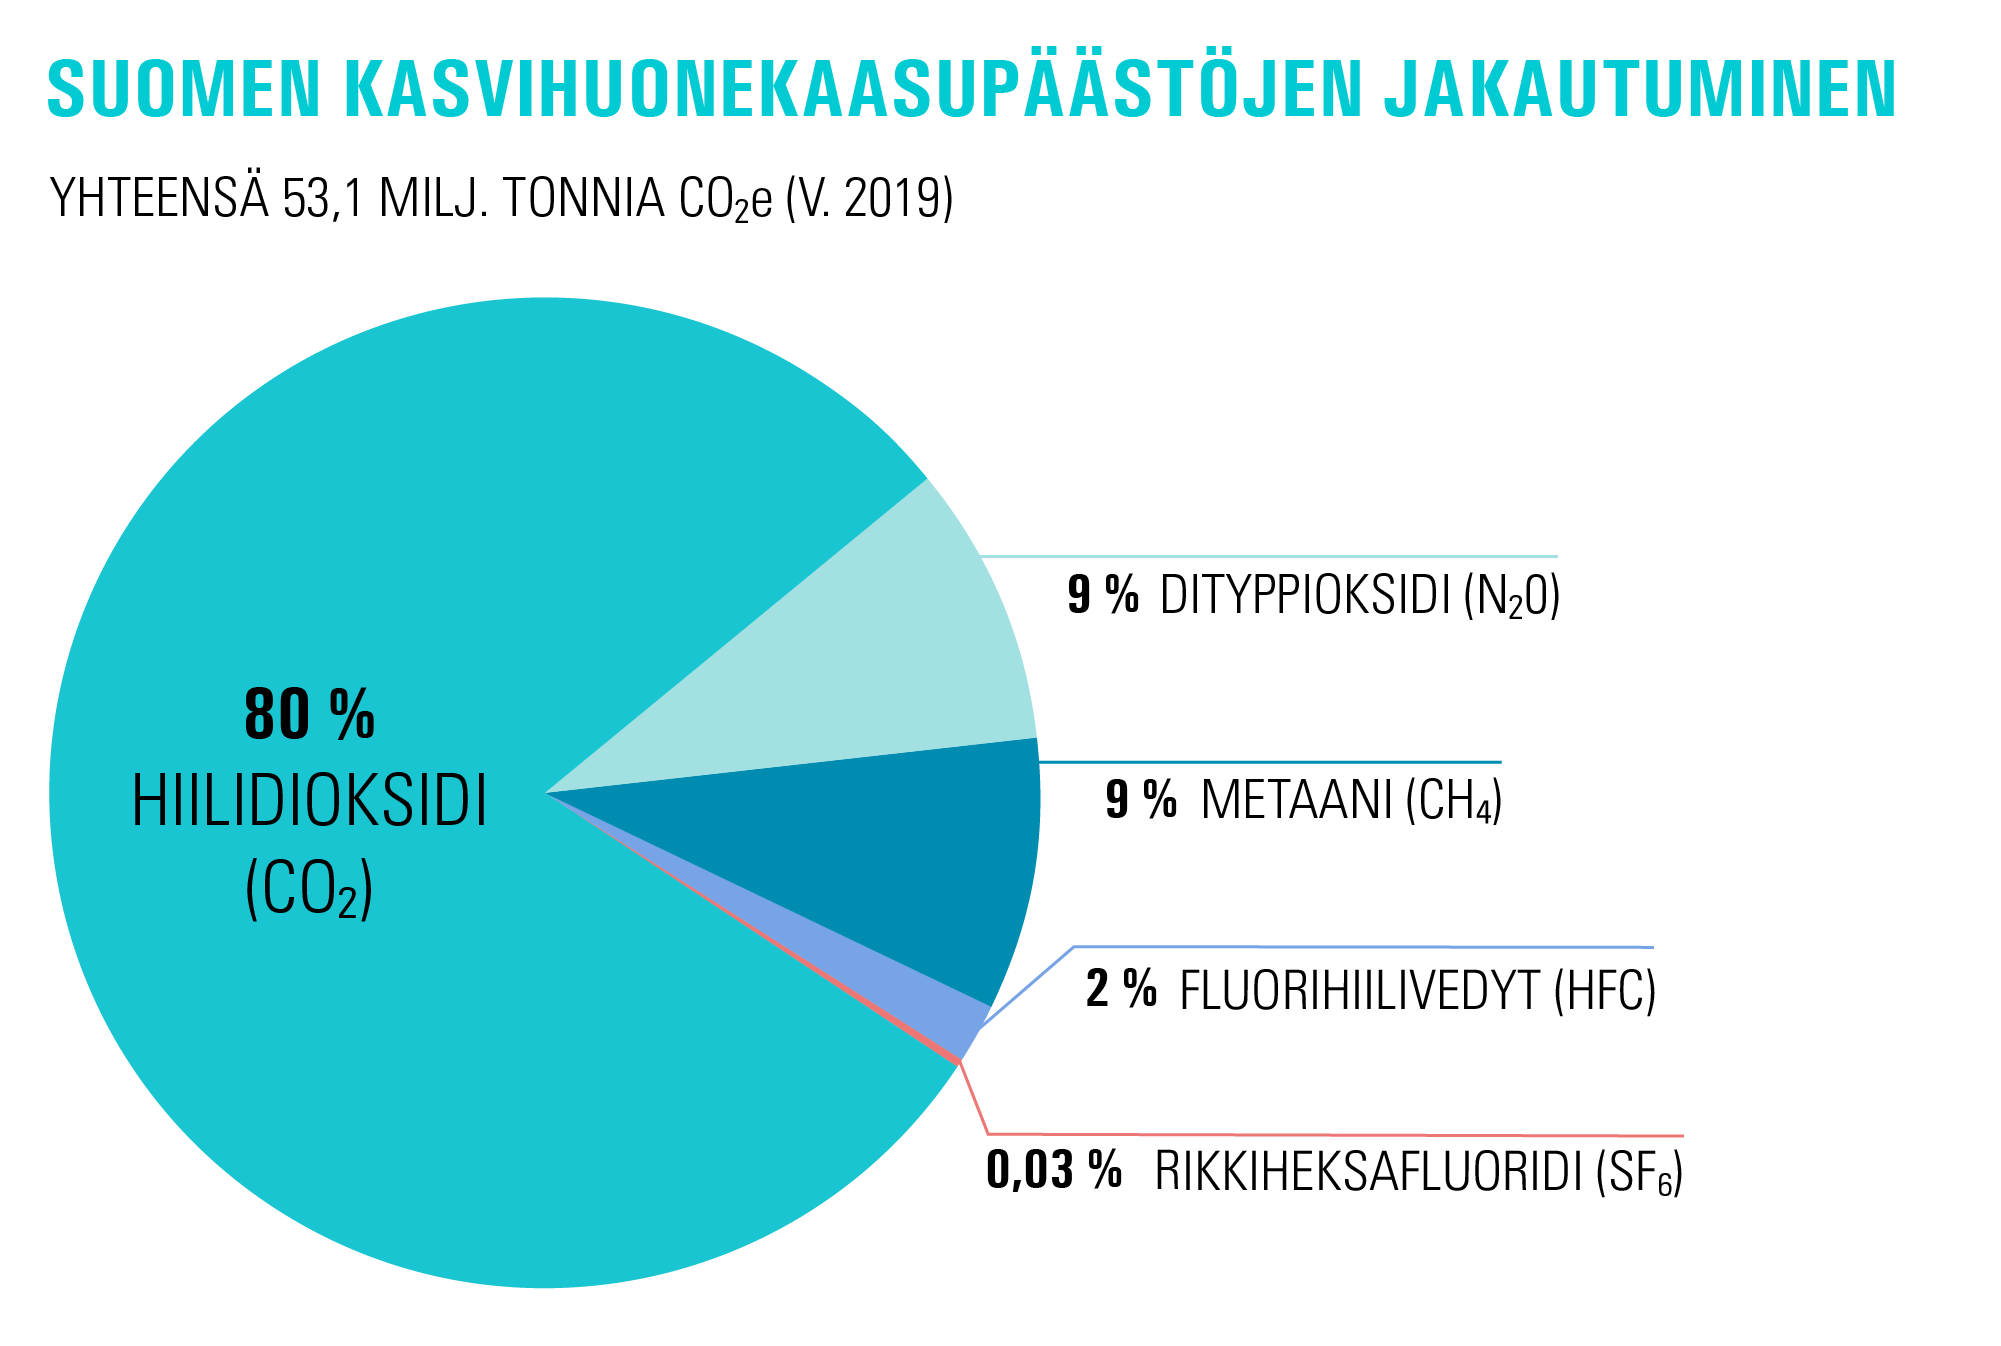 SUOMEN KASVIHUONEKAASUPÄÄSTÖJEN JAKAUTUMINEN
YHTEENSÄ 53,1 MILJ. TONNIA CO₂e (V. 2019)
9 % DITYPPIOKSIDI (N₂0)
80 %
HIILIDIOKSIDI
(CO₂)
9 % METAANI (CH₄)
2 % FLUORIHIILIVEDYT (HFC)
0,03 % RIKKIHEKSAFLUORIDI (SF₆)